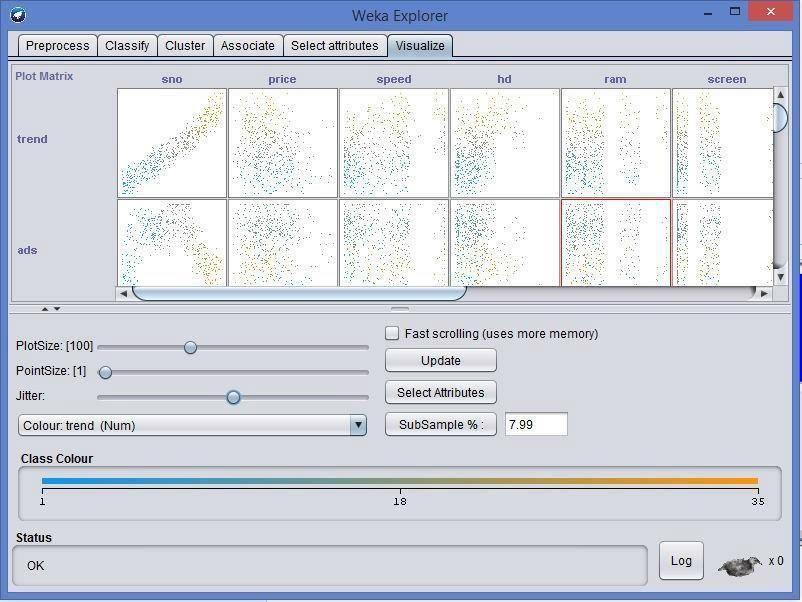 Weka Explorer
Preprocess Classify Cluster Associate Select attributes Visualize
Plot Matrix sno price speed hd ram screen
trend
ads
Fast scrolling (uses more memory)
PlotSize: [100]
Update
PointSize: [1]
Select Attributes
Jitter:
Colour: trend (Num)
SubSample % : 7.99
Class Colour
1 18 35
Status
OK
Log
x 0